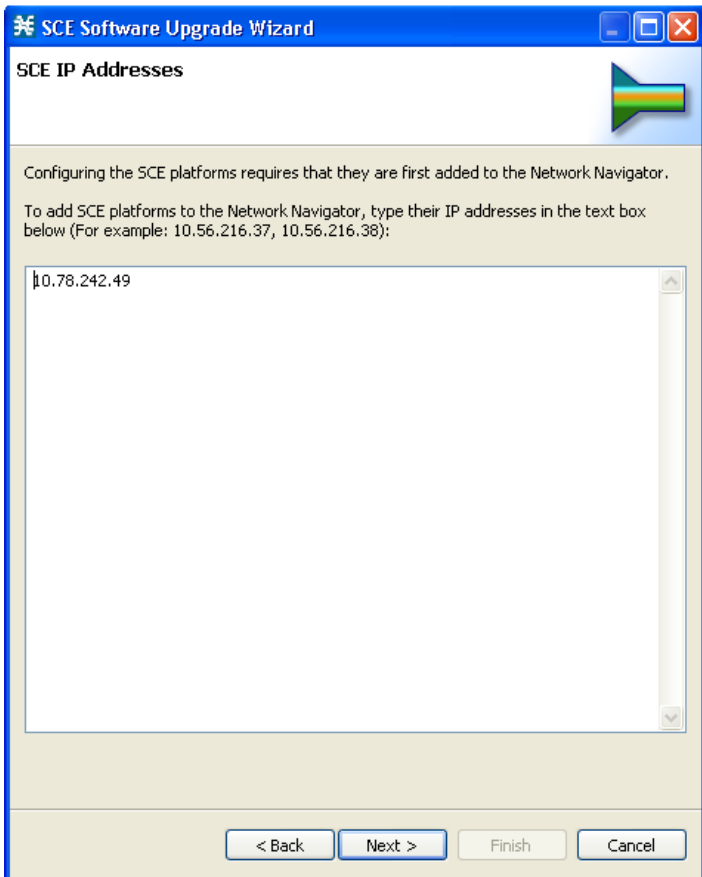 SCE Software Upgrade Wizard
SCE IP Addresses
Configuring the SCE platforms requires that they are first added to the Network Navigator.
To add SCE platforms to the Network Navigator, type their IP addresses in the text box
below (For example: 10.56.216.37, 10.56.216.38):
10.78.242.49
< Back Next > Finish Cancel